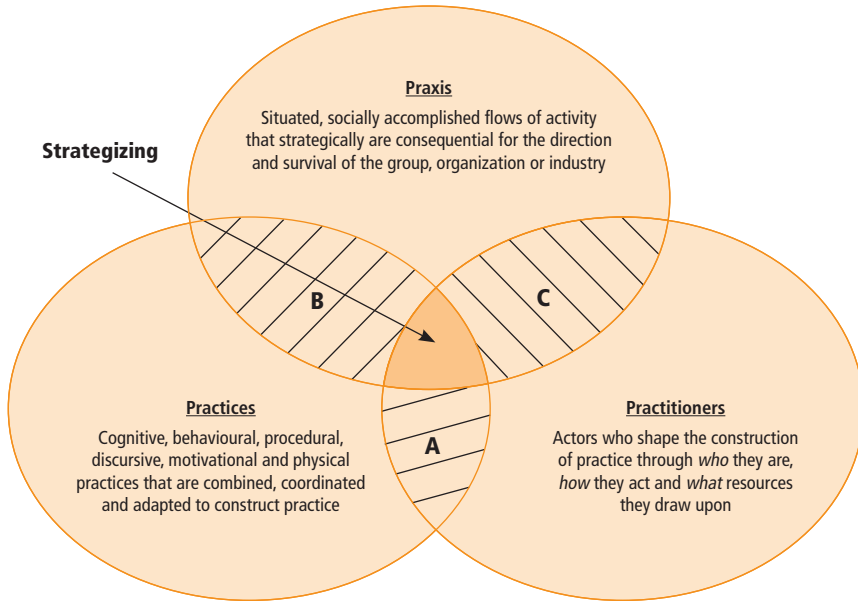 Praxis
Situated, socially accomplished flows of activity
that strategically are consequential for the direction
and survival of the group, organization or industry
Strategizing
B
C
A
Practices
Cognitive, behavioural, procedural,
discursive, motivational and physical
practices that are combined, coordinated
and adapted to construct practice
Practitioners
Actors who shape the construction
of practice through who they are,
how they act and what resources
they draw upon